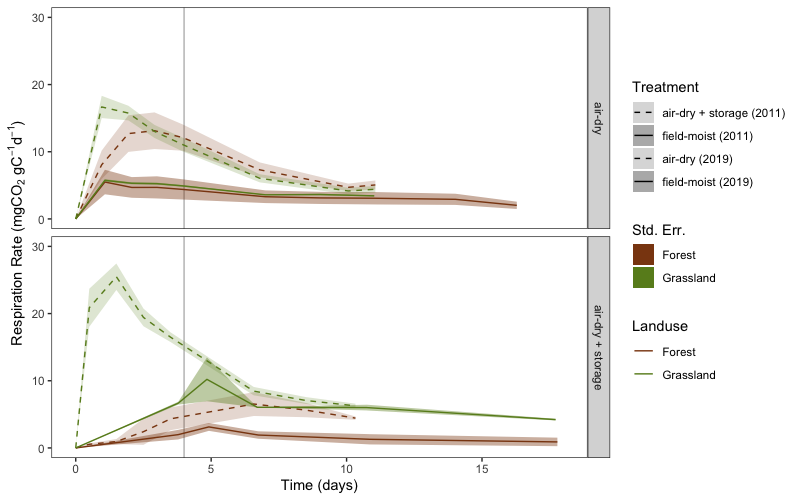 30
20
10
0
air-dry
30
20
10
0
air-dry + storage
0
5
10
15
Time (days)
Respiration Rate (mgCO₂ gC⁻¹d⁻¹)
Treatment
air-dry + storage (2011)
field-moist (2011)
air-dry (2019)
field-moist (2019)
Std. Err.
Forest
Grassland
Landuse
Forest
Grassland